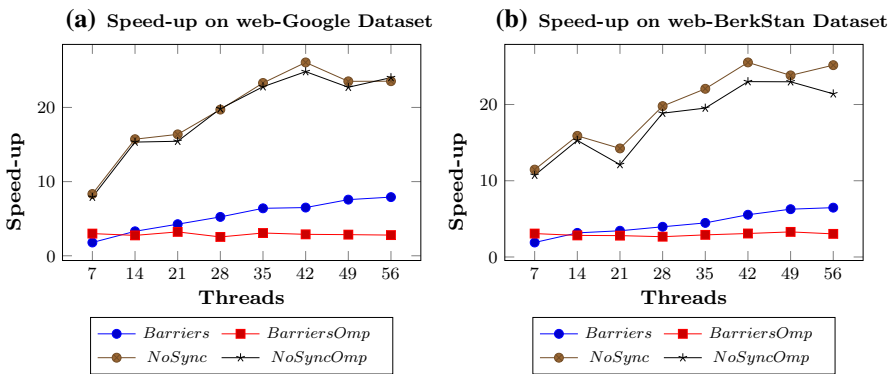 (a) Speed-up on web-Google Dataset
20
10
0
Speed-up
7 14 21 28 35 42 49 56
Threads
Barriers BarriersOmp
NoSync NoSyncOmp
(b) Speed-up on web-BerkStan Dataset
20
10
0
Speed-up
7 14 21 28 35 42 49 56
Threads
Barriers BarriersOmp
NoSync NoSyncOmp